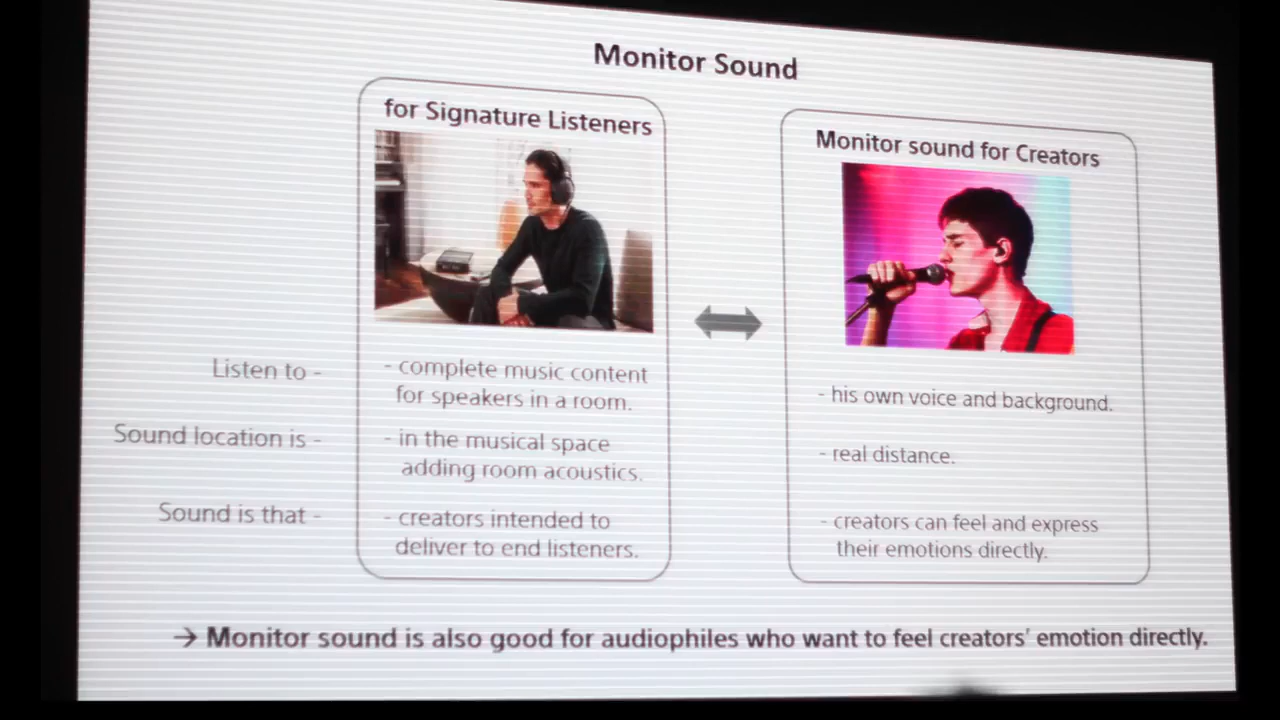 Monitor Sound
for Signature Listeners
Monitor sound for Creators
Listen to -
- complete music content
for speakers in a room.
- his own voice and background.
Sound location is -
- in the musical space
adding room acoustics.
- real distance.
Sound is that -
- creators intended to
deliver to end listeners.
- creators can feel and express
their emotions directly.
→ Monitor sound is also good for audiophiles who want to feel creators' emotion directly.